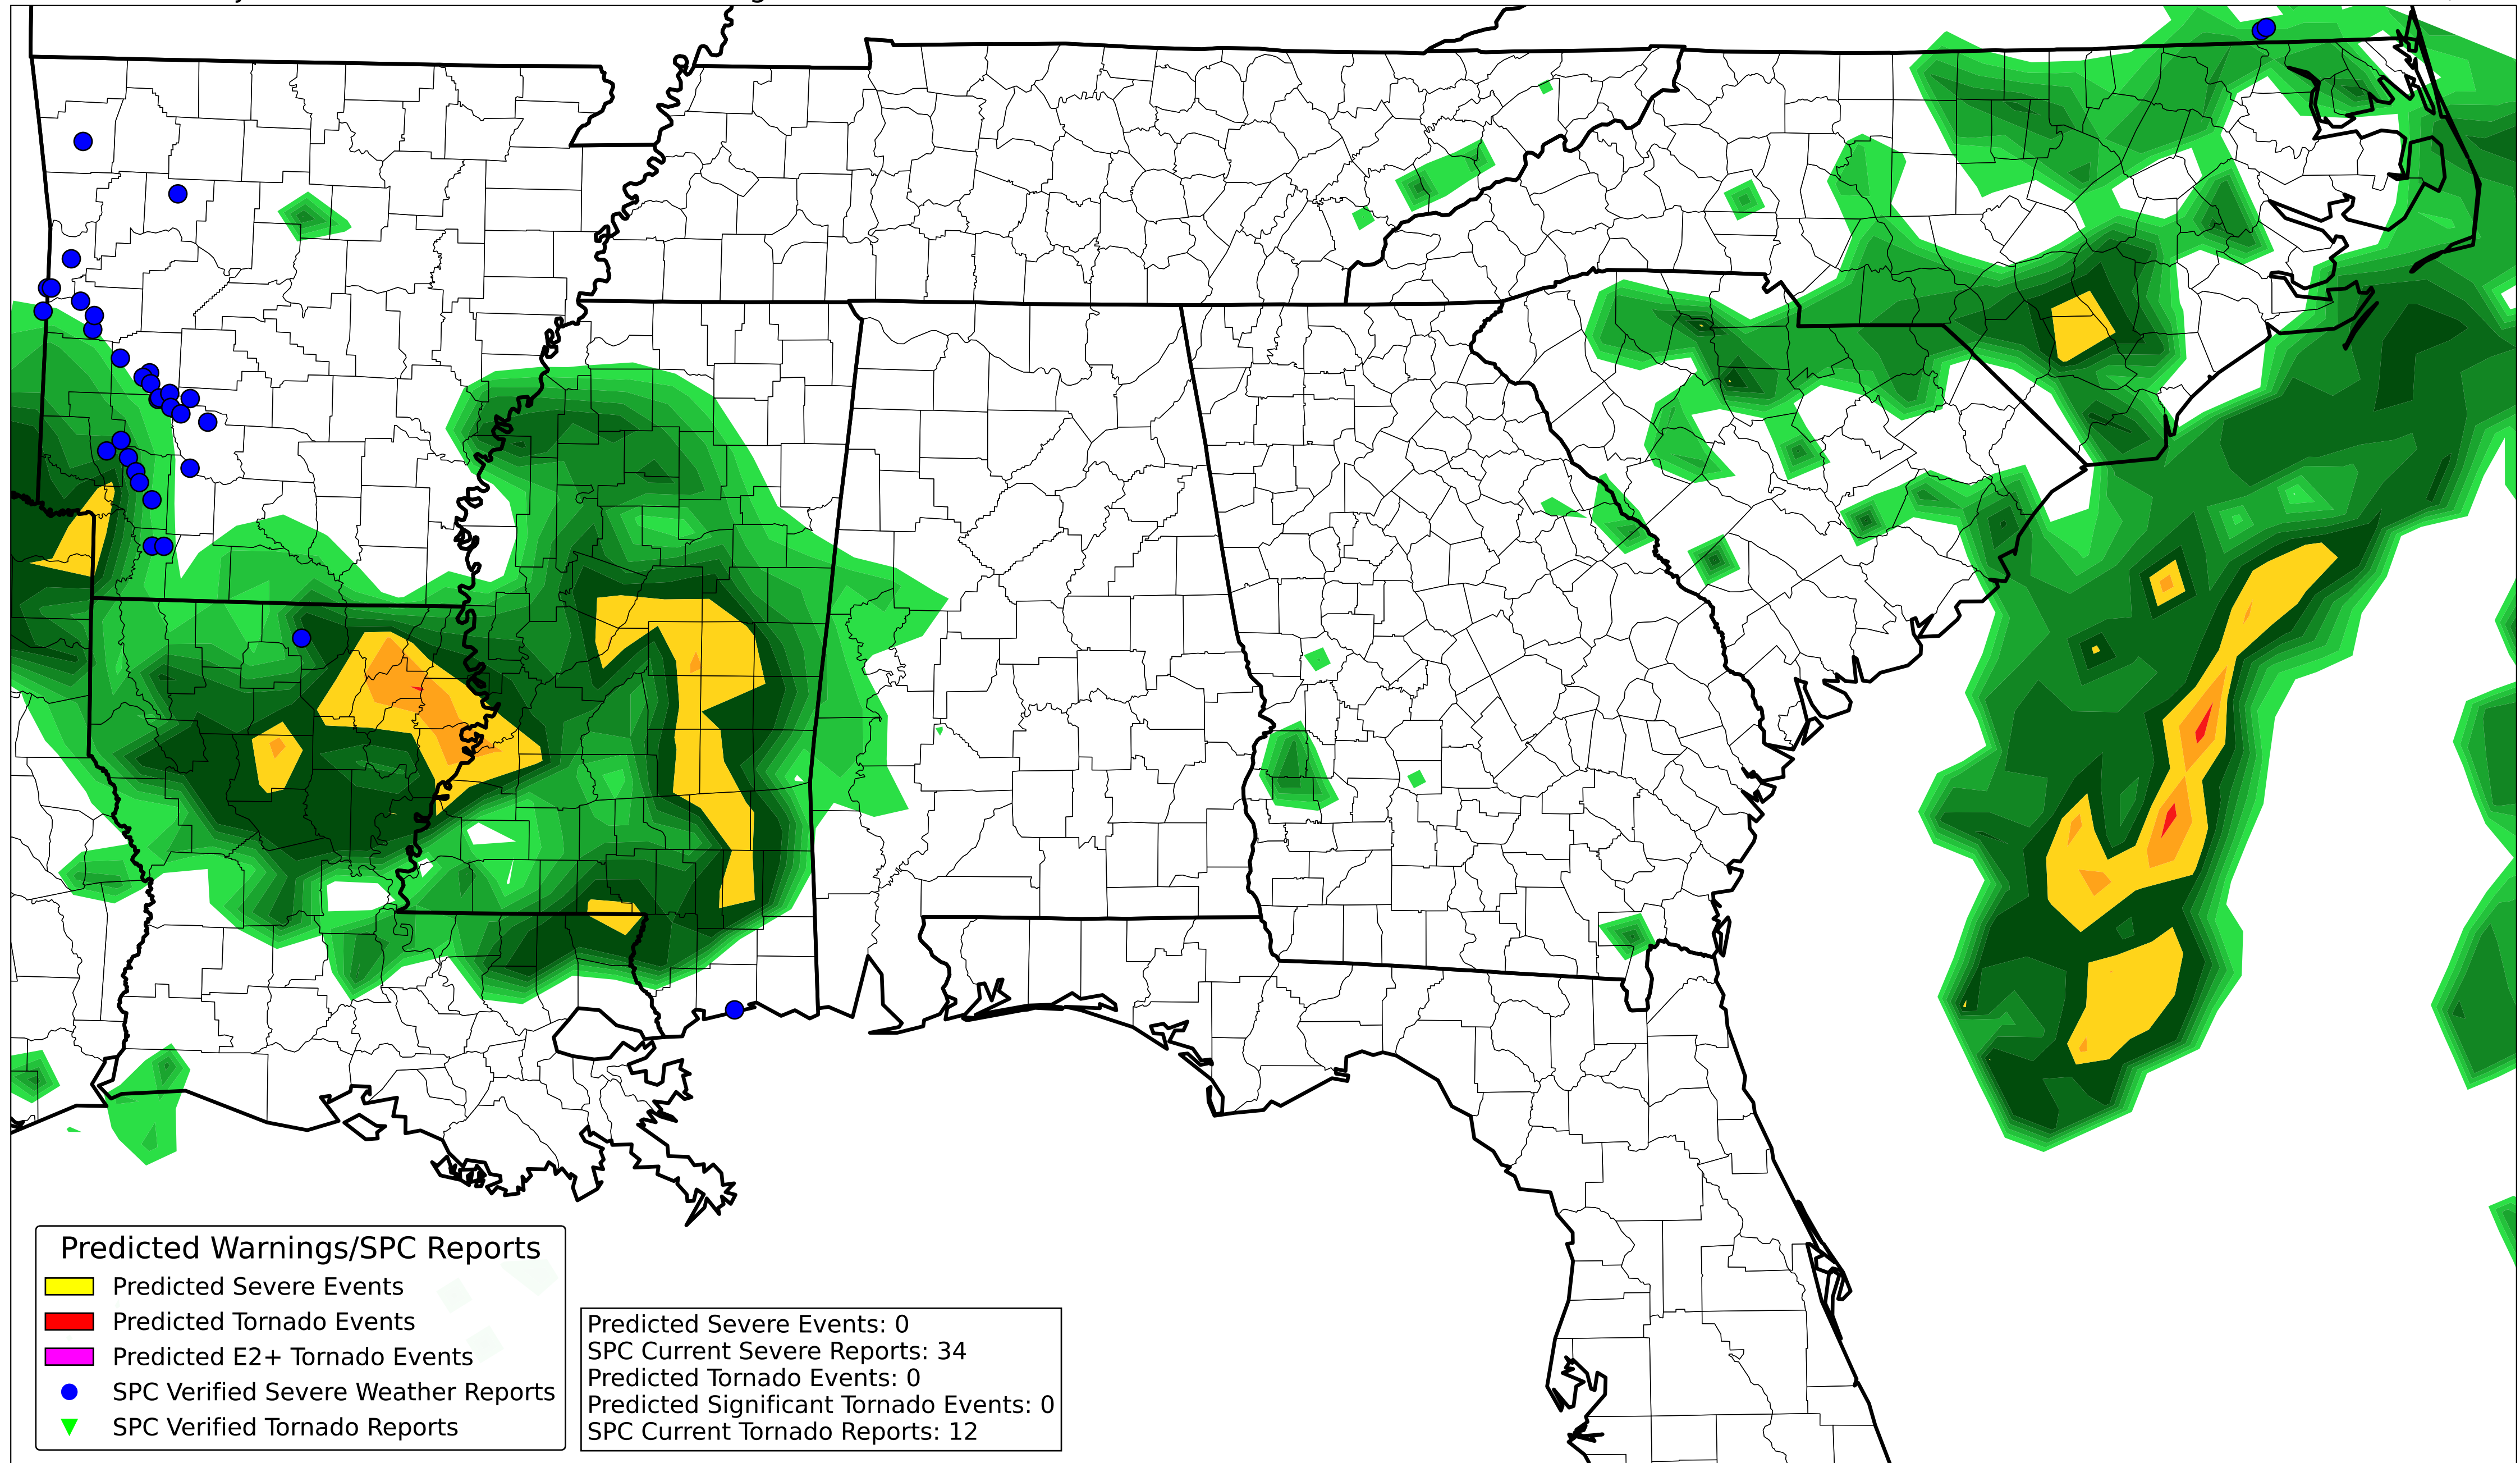 Predicted Warnings/SPC Reports
Predicted Severe Events
Predicted Tornado Events
Predicted E2+ Tornado Events
SPC Verified Severe Weather Reports
SPC Verified Tornado Reports
Predicted Severe Events: 0
SPC Current Severe Reports: 34
Predicted Tornado Events: 0
Predicted Significant Tornado Events: 0
SPC Current Tornado Reports: 12